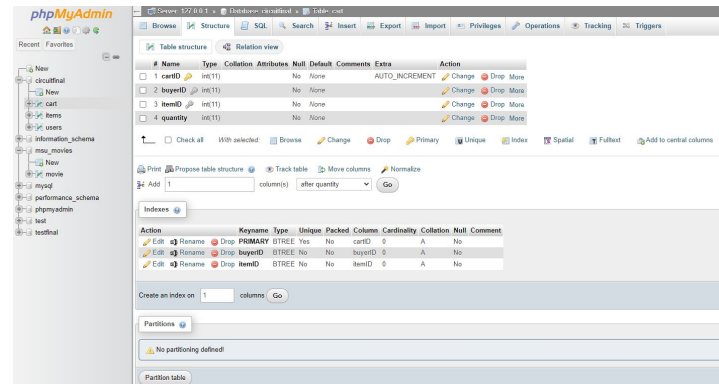 phpMyAdmin
Recent Favorites
New
circuitfinal
New
cart
items
users
information_schema
msu_movies
New
movie
mysql
performance_schema
phpmyadmin
test
testfinal
Server: 127.0.0.1 » Database: circuitfinal » Table: cart
Browse Structure SQL Search Insert Export Import Privileges Operations Tracking Triggers
Table structure Relation view
# Name Type Collation Attributes Null Default Comments Extra Action
1 cartID int(11) No None AUTO_INCREMENT Change Drop More
2 buyerID int(11) No None Change Drop More
3 itemID int(11) No None Change Drop More
4 quantity int(11) No None Change Drop More
Check all With selected: Browse Change Drop Primary Unique Index Spatial Fulltext Add to central columns
Print Propose table structure Track table Move columns Normalize
Add 1 column(s) after quantity Go
Indexes
Action Keyname Type Unique Packed Column Cardinality Collation Null Comment
Edit Rename Drop PRIMARY BTREE Yes No cartID 0 A No
Edit Rename Drop buyerID BTREE No No buyerID 0 A No
Edit Rename Drop itemID BTREE No No itemID 0 A No
Create an index on 1 columns Go
Partitions
No partitioning defined!
Partition table